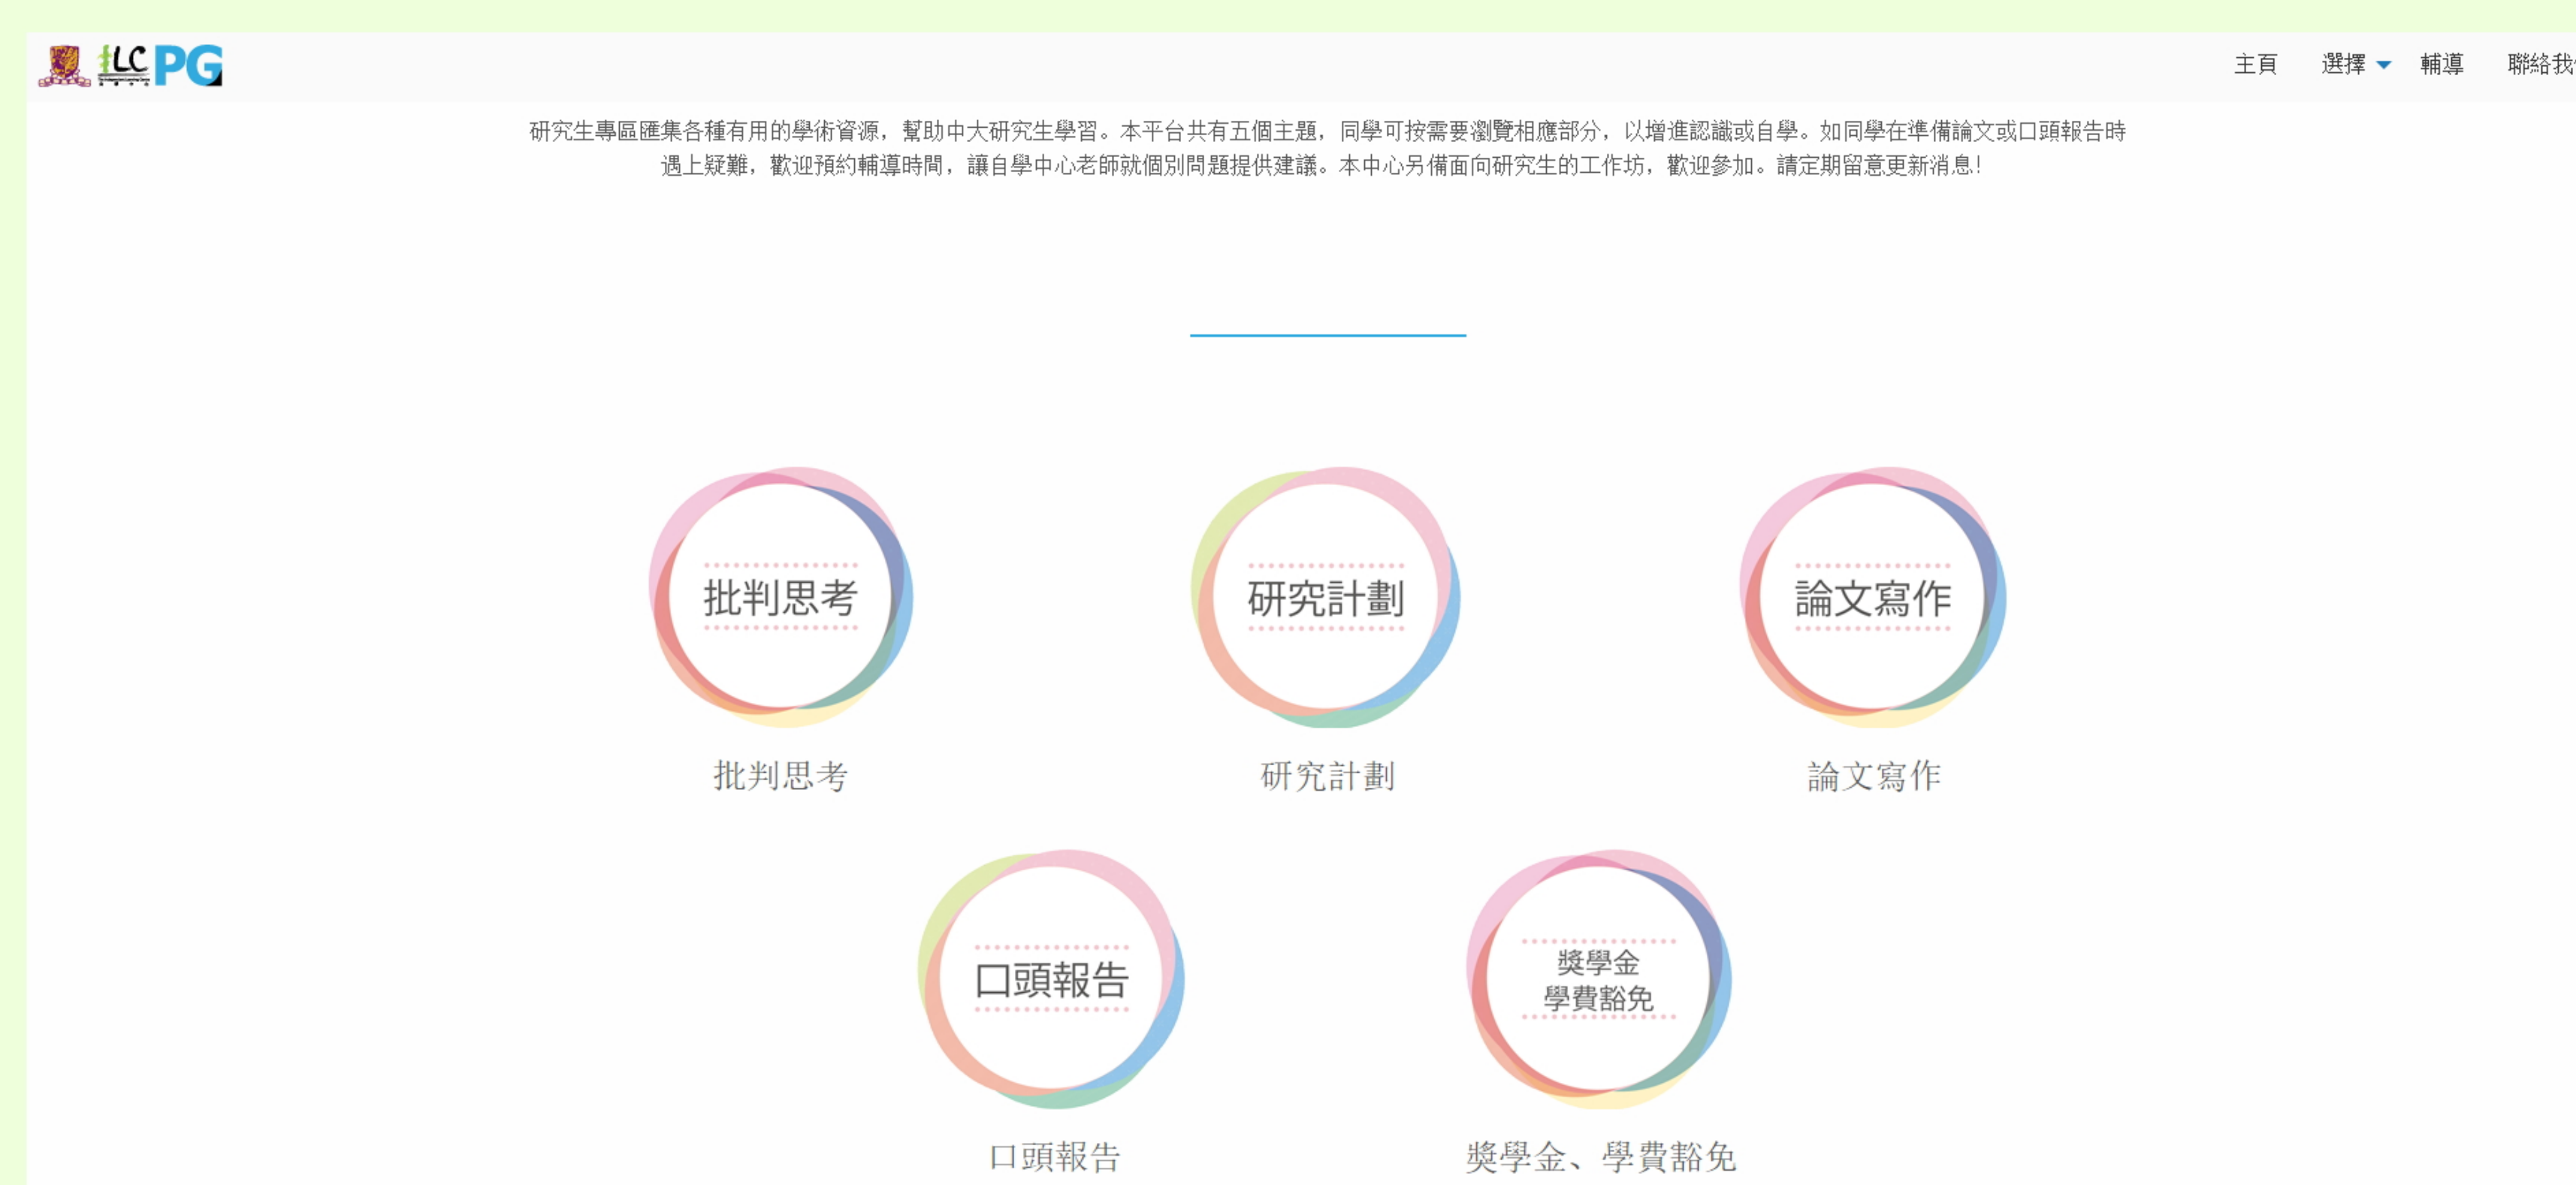 LC PG
主頁 選擇 輔導 聯絡我
研究生專區匯集各種有用的學術資源，幫助中大研究生學習。本平台共有五個主題，同學可按需要瀏覽相應部分，以增進認識或自學。如同學在準備論文或口頭報告時
遇上疑難，歡迎預約輔導時間，讓自學中心老師就個別問題提供建議。本中心另備面向研究生的工作坊，歡迎參加。請定期留意更新消息！
批判思考 研究計劃 論文寫作
批判思考 研究計劃 論文寫作
口頭報告
獎學金
學費豁免
口頭報告 獎學金、學費豁免